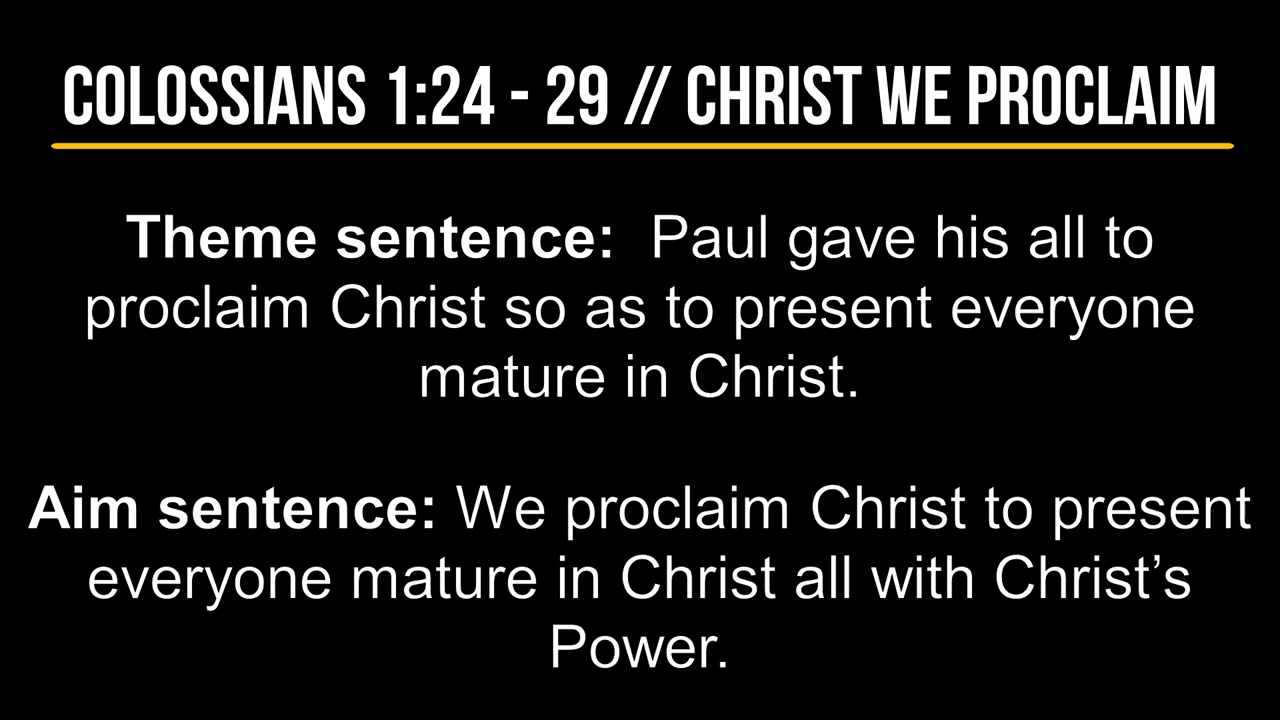 COLOSSIANS 1:24 - 29 // CHRIST WE PROCLAIM
Theme sentence:  Paul gave his all to
proclaim Christ so as to present everyone
mature in Christ.
Aim sentence: We proclaim Christ to present
everyone mature in Christ all with Christ’s
Power.